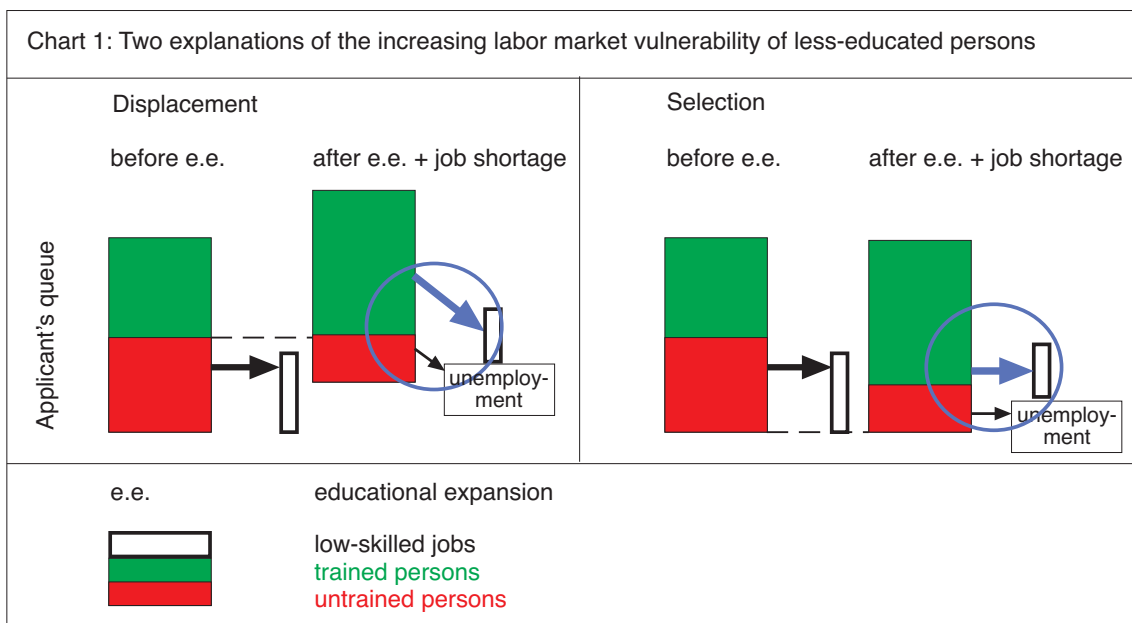 Chart 1: Two explanations of the increasing labor market vulnerability of less-educated persons
Displacement
before e.e.
after e.e. + job shortage
Applicant's queue
unemploy-
ment
Selection
before e.e.
after e.e. + job shortage
unemploy-
ment
e.e.
educational expansion
low-skilled jobs
trained persons
untrained persons